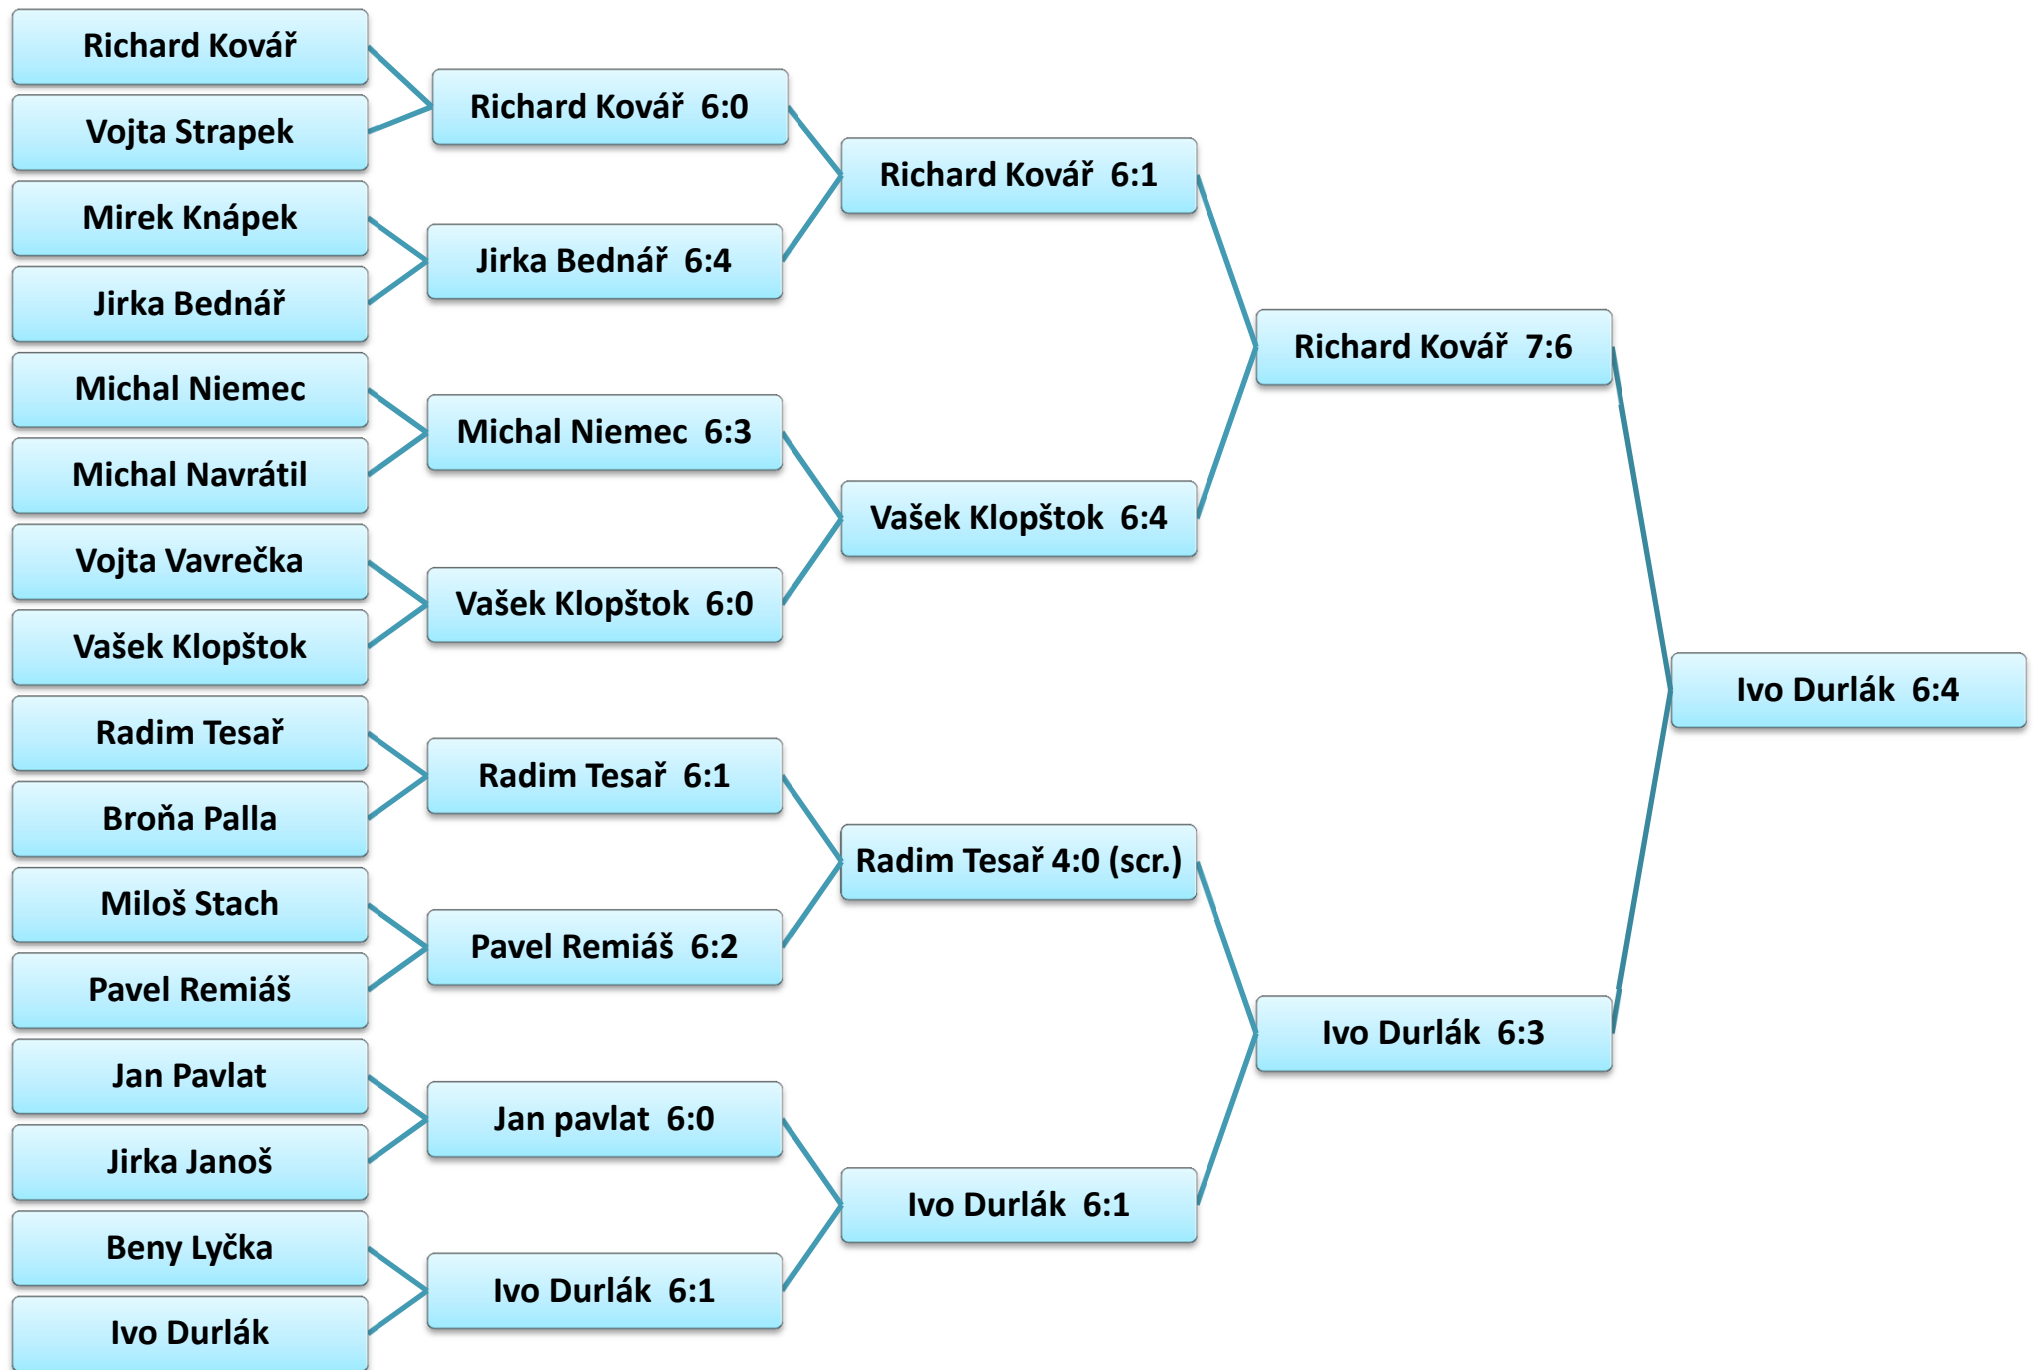 Richard Kovář
Vojta Strapek
Mirek Knápek
Jirka Bednář
Michal Niemec
Michal Navrátil
Vojta Vavrečka
Vašek Klopštok
Radim Tesař
Broňa Palla
Miloš Stach
Pavel Remiáš
Jan Pavlat
Jirka Janoš
Beny Lyčka
Ivo Durlák
Richard Kovář 6:0
Jirka Bednář 6:4
Michal Niemec 6:3
Vašek Klopštok 6:0
Radim Tesař 6:1
Pavel Remiáš 6:2
Jan pavlat 6:0
Ivo Durlák 6:1
Richard Kovář 6:1
Vašek Klopštok 6:4
Radim Tesař 4:0 (scr.)
Ivo Durlák 6:1
Richard Kovář 7:6
Ivo Durlák 6:3
Ivo Durlák 6:4